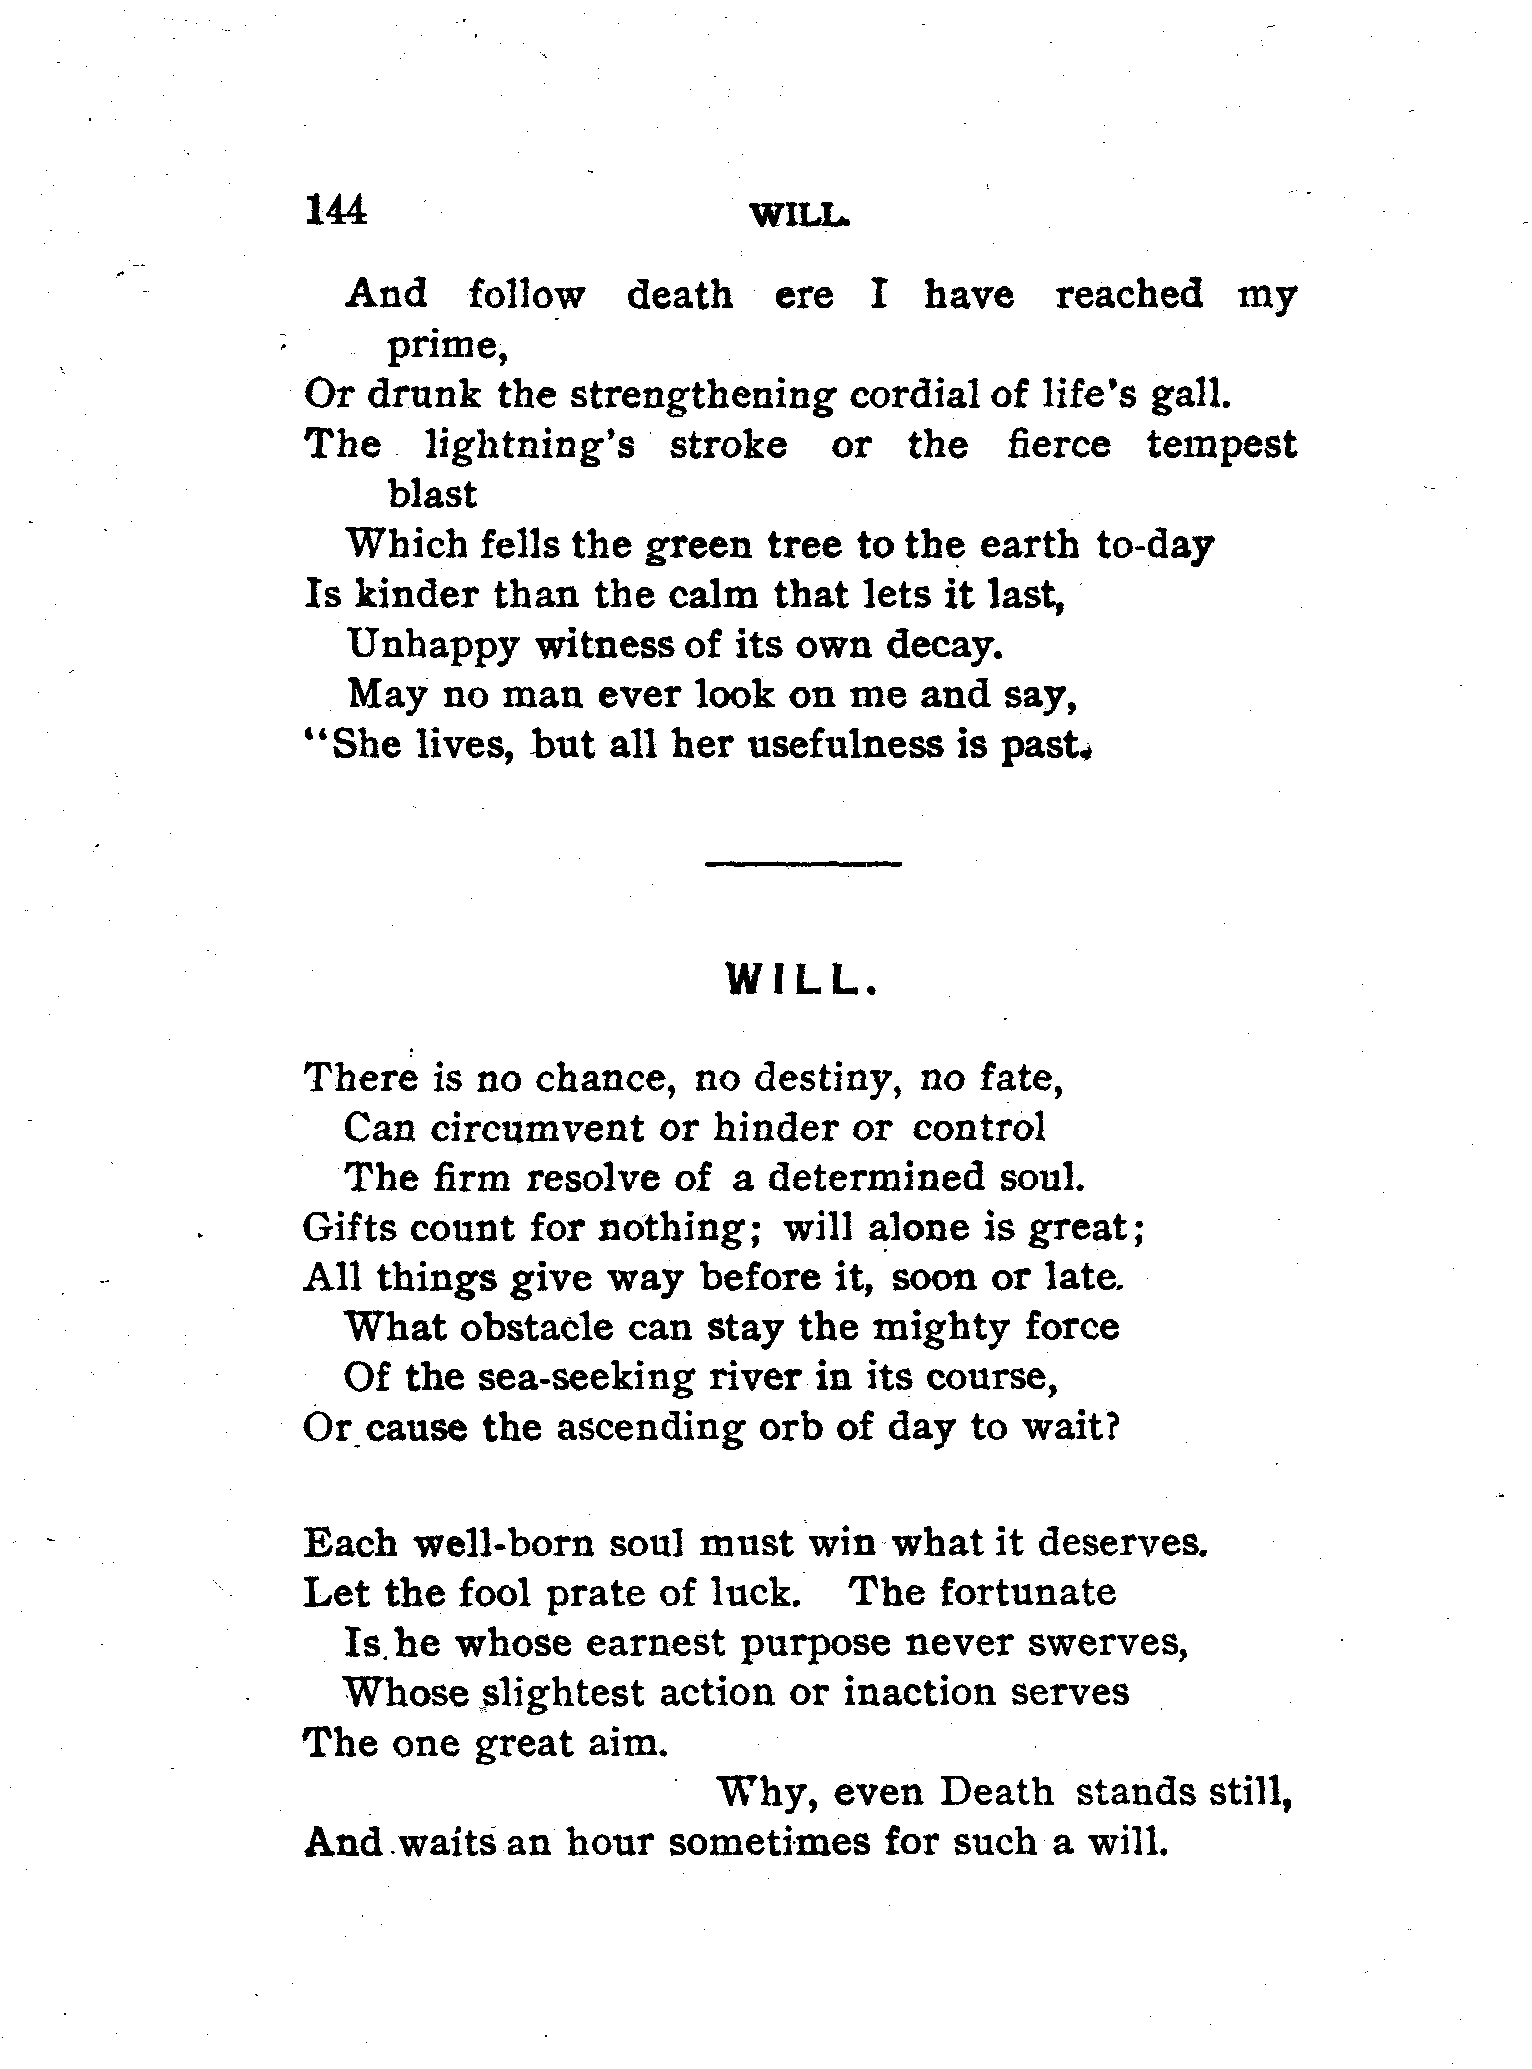 144 WILL.
And follow death ere I have reached my
prime,
Or drunk the strengthening cordial of life's gall.
The lightning's stroke or the fierce tempest
blast
Which fells the green tree to the earth to-day
Is kinder than the calm that lets it last,
Unhappy witness of its own decay.
May no man ever look on me and say,
"She lives, but all her usefulness is past.
WILL.
There is no chance, no destiny, no fate,
Can circumvent or hinder or control
The firm resolve of a determined soul.
Gifts count for nothing; will alone is great;
All things give way before it, soon or late.
What obstacle can stay the mighty force
Of the sea-seeking river in its course,
Or cause the ascending orb of day to wait?
Each well-born soul must win what it deserves.
Let the fool prate of luck. The fortunate
Is he whose earnest purpose never swerves,
Whose slightest action or inaction serves
The one great aim.
Why, even Death stands still,
And waits an hour sometimes for such a will.